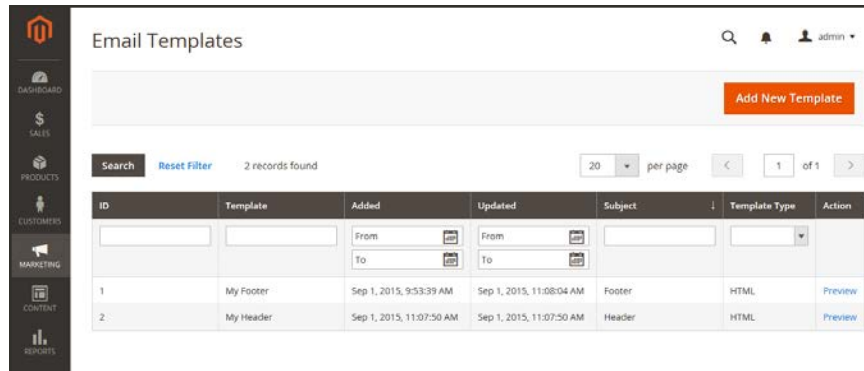 Email Templates
admin
DASHBOARD
Add New Template
SALES
Search Reset Filter 2 records found 20 per page 1 of 1
PRODUCTS
ID Template Added Updated Subject ↓ Template Type Action
CUSTOMERS
From From
To To
MARKETING
1 My Footer Sep 1, 2015, 9:53:39 AM Sep 1, 2015, 11:08:04 AM Footer HTML Preview
CONTENT
2 My Header Sep 1, 2015, 11:07:50 AM Sep 1, 2015, 11:07:50 AM Header HTML Preview
REPORTS